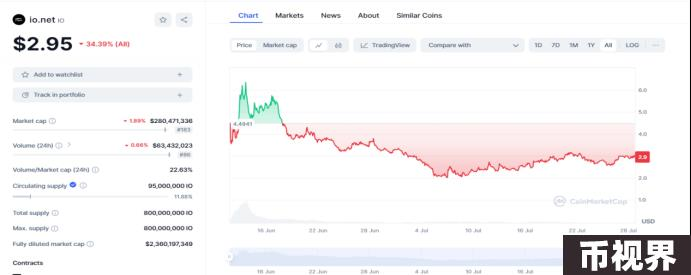 io.net IO
$2.95 34.39% (All)
Add to watchlist +
Track in portfolio +
Market cap 1.89% $280,471,336
#183
Volume (24h) 0.66% $63,432,023
#86
Volume/Market cap (24h) 22.63%
Circulating supply 95,000,000 IO
11.88%
Total supply 800,000,000 IO
Max. supply 800,000,000 IO
Fully diluted market cap $2,360,197,349
Contracts
Chart Markets News About Similar Coins
Price Market cap TradingView Compare with 1D 7D 1M 1Y All LOG ...
6.0
5.0
4.4941
4.0
2.9
2.0
1.0
CoinMarketCap
USD
16 Jun 22 Jun 28 Jun 4 Jul 10 Jul 16 Jul 22 Jul 28 Jul
16 Jun 22 Jun 28 Jun 4 Jul 10 Jul 16 Jul 22 Jul
币视界